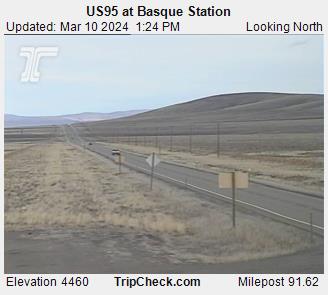 US95 at Basque Station
Updated: Mar 10 2024 1:24 PM Looking North
Elevation 4460 TripCheck.com Milepost 91.62